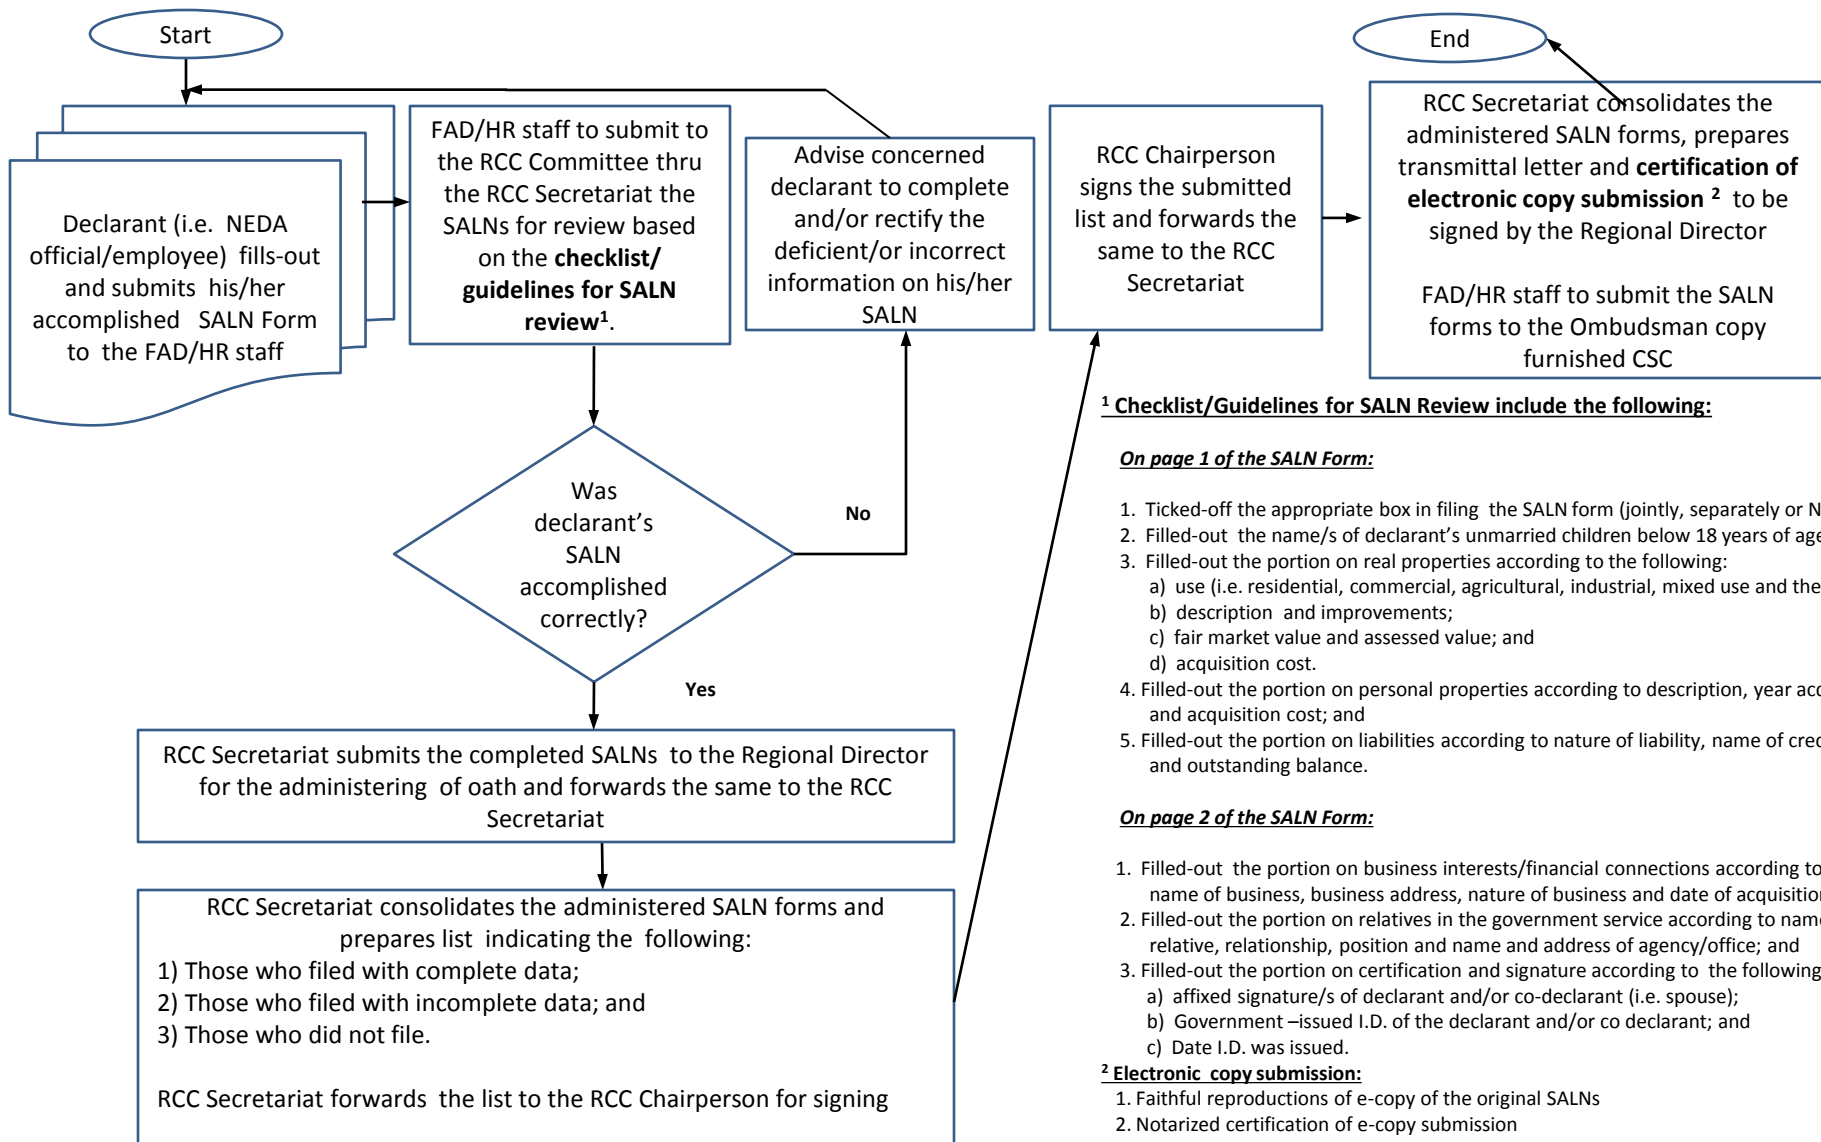 Start
End
Declarant (i.e. NEDA
official/employee) fills-out
and submits his/her
accomplished SALN Form
to the FAD/HR staff
FAD/HR staff to submit to
the RCC Committee thru
the RCC Secretariat the
SALNs for review based
on the checklist/
guidelines for SALN
review¹.
Advise concerned
declarant to complete
and/or rectify the
deficient/or incorrect
information on his/her
SALN
RCC Chairperson
signs the submitted
list and forwards the
same to the RCC
Secretariat
RCC Secretariat consolidates the
administered SALN forms, prepares
transmittal letter and certification of
electronic copy submission ² to be
signed by the Regional Director
FAD/HR staff to submit the SALN
forms to the Ombudsman copy
furnished CSC
Was
declarant’s
SALN
accomplished
correctly?
No
Yes
RCC Secretariat submits the completed SALNs to the Regional Director
for the administering of oath and forwards the same to the RCC
Secretariat
RCC Secretariat consolidates the administered SALN forms and
prepares list indicating the following:
1) Those who filed with complete data;
2) Those who filed with incomplete data; and
3) Those who did not file.
RCC Secretariat forwards the list to the RCC Chairperson for signing
¹ Checklist/Guidelines for SALN Review include the following:
On page 1 of the SALN Form:
1. Ticked-off the appropriate box in filing the SALN form (jointly, separately or N
2. Filled-out the name/s of declarant’s unmarried children below 18 years of age
3. Filled-out the portion on real properties according to the following:
a) use (i.e. residential, commercial, agricultural, industrial, mixed use and the
b) description and improvements;
c) fair market value and assessed value; and
d) acquisition cost.
4. Filled-out the portion on personal properties according to description, year acc
and acquisition cost; and
5. Filled-out the portion on liabilities according to nature of liability, name of cred
and outstanding balance.
On page 2 of the SALN Form:
1. Filled-out the portion on business interests/financial connections according to
name of business, business address, nature of business and date of acquisition
2. Filled-out the portion on relatives in the government service according to name
relative, relationship, position and name and address of agency/office; and
3. Filled-out the portion on certification and signature according to the following
a) affixed signature/s of declarant and/or co-declarant (i.e. spouse);
b) Government –issued I.D. of the declarant and/or co declarant; and
c) Date I.D. was issued.
² Electronic copy submission:
1. Faithful reproductions of e-copy of the original SALNs
2. Notarized certification of e-copy submission